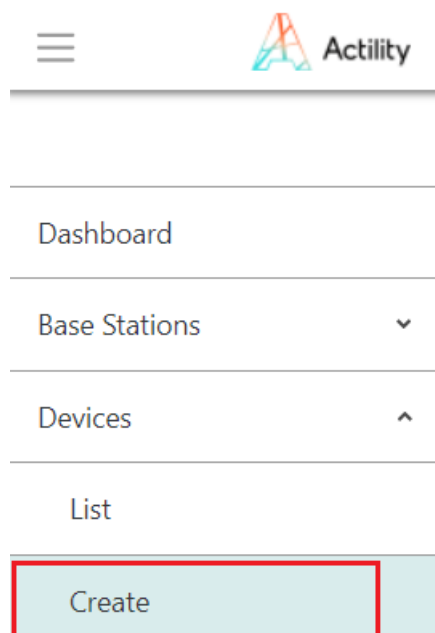 Actility
Dashboard
Base Stations
Devices
List
Create